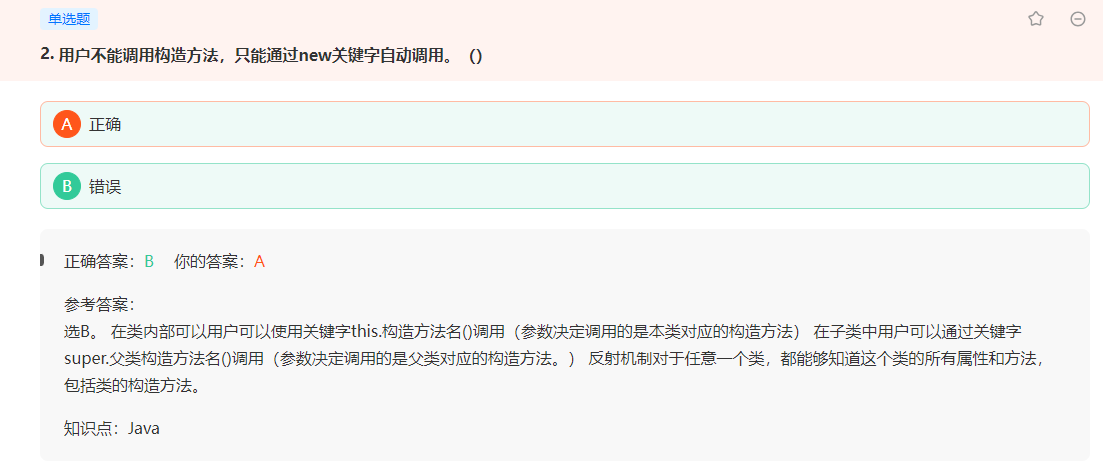 单选题
2. 用户不能调用构造方法，只能通过new关键字自动调用。（）
A 正确
B 错误
正确答案：B 你的答案：A
参考答案：
选B。 在类内部可以用户可以使用关键字this.构造方法名()调用（参数决定调用的是本类对应的构造方法） 在子类中用户可以通过关键字
super.父类构造方法名()调用（参数决定调用的是父类对应的构造方法。） 反射机制对于任意一个类，都能够知道这个类的所有属性和方法，
包括类的构造方法。
知识点：Java